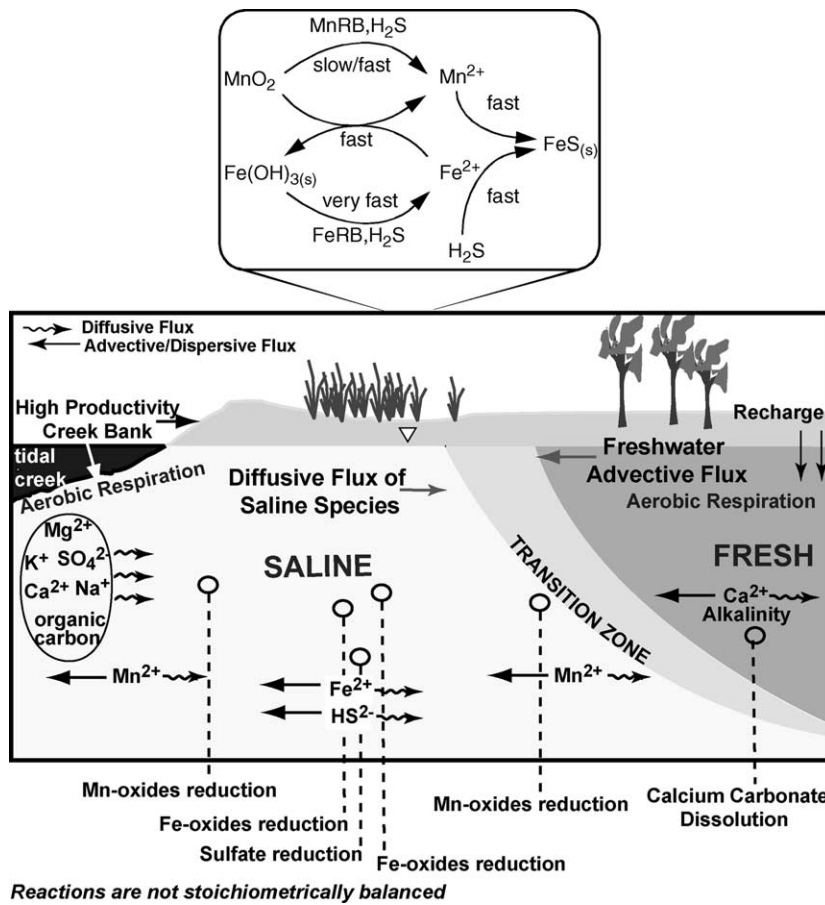 MnRB,H2S
slow/fast
MnO2
Mn2+
fast
fast
FeS(s)
Fe(OH)3(s)
Fe2+
very fast
fast
FeRB,H2S
H2S
Diffusive Flux
Advective/Dispersive Flux
High Productivity
Creek Bank
Recharge
tidal
creek
Freshwater
Advective Flux
Diffusive Flux of
Saline Species
Aerobic Respiration
Aerobic Respiration
Mg2+
K+ SO42-
Ca2+ Na+
organic
carbon
SALINE
TRANSITION ZONE
FRESH
Ca2+
Alkalinity
Mn2+
Fe2+
HS2-
Mn2+
Mn-oxides reduction
Fe-oxides reduction
Sulfate reduction
Fe-oxides reduction
Mn-oxides reduction
Calcium Carbonate
Dissolution
Reactions are not stoichiometrically balanced